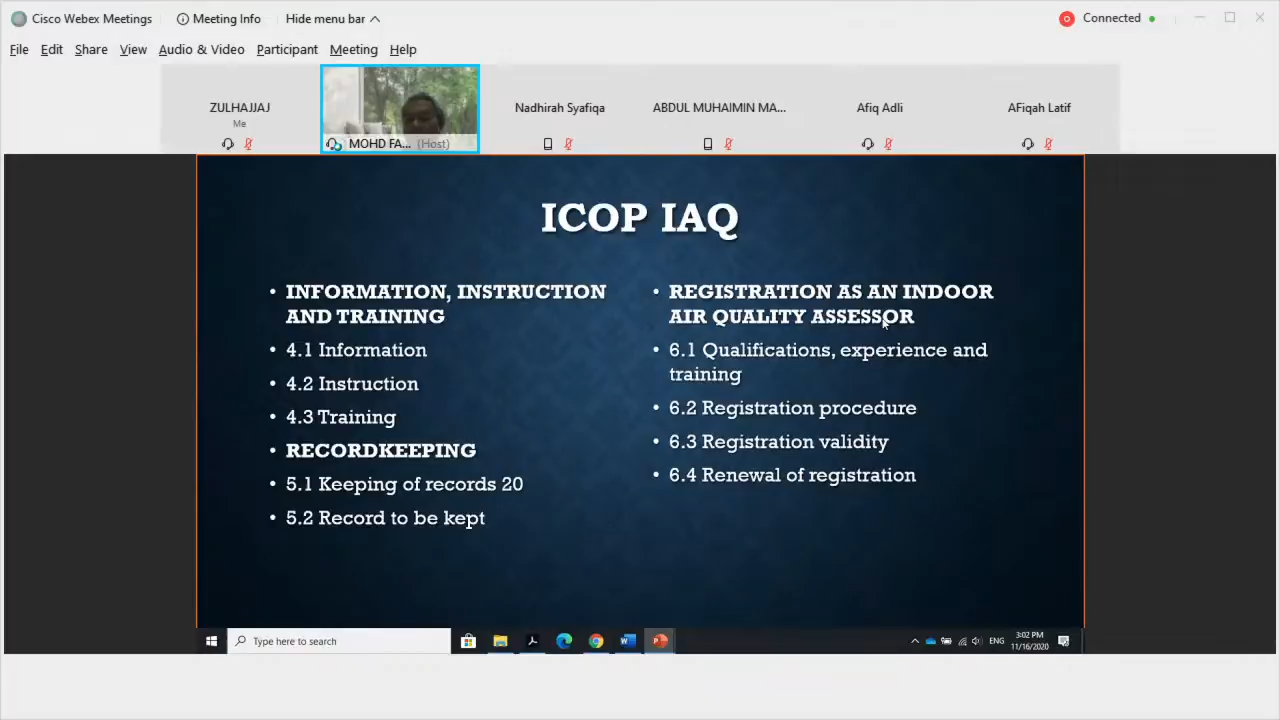 Cisco Webex Meetings Meeting Info Hide menu bar Connected
File Edit Share View Audio & Video Participant Meeting Help
ZULHAJJAJ
Me
MOHD FA... (Host)
Nadhirah Syafiqa
ABDUL MUHAIMIN MA...
Afiq Adli
AFiqah Latif
ICOP IAQ
• INFORMATION, INSTRUCTION
AND TRAINING
• 4.1 Information
• 4.2 Instruction
• 4.3 Training
• RECORDKEEPING
• 5.1 Keeping of records 20
• 5.2 Record to be kept
• REGISTRATION AS AN INDOOR
AIR QUALITY ASSESSOR
• 6.1 Qualifications, experience and
training
• 6.2 Registration procedure
• 6.3 Registration validity
• 6.4 Renewal of registration
Type here to search
ENG
3:02 PM
11/16/2020